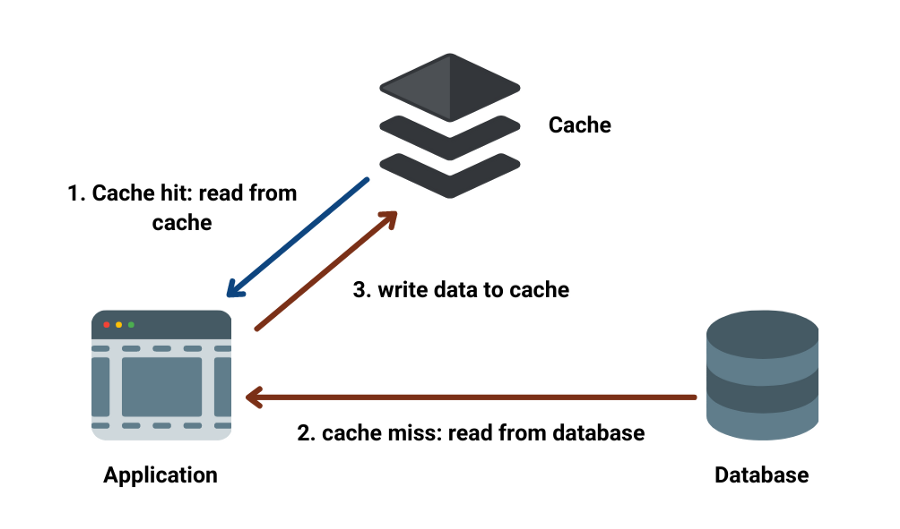 Cache
1. Cache hit: read from
cache
3. write data to cache
2. cache miss: read from database
Application
Database